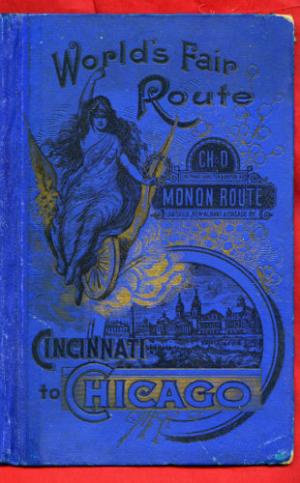 World's Fair
Route
CH&D
MONON ROUTE
CINCINNATI
to CHICAGO